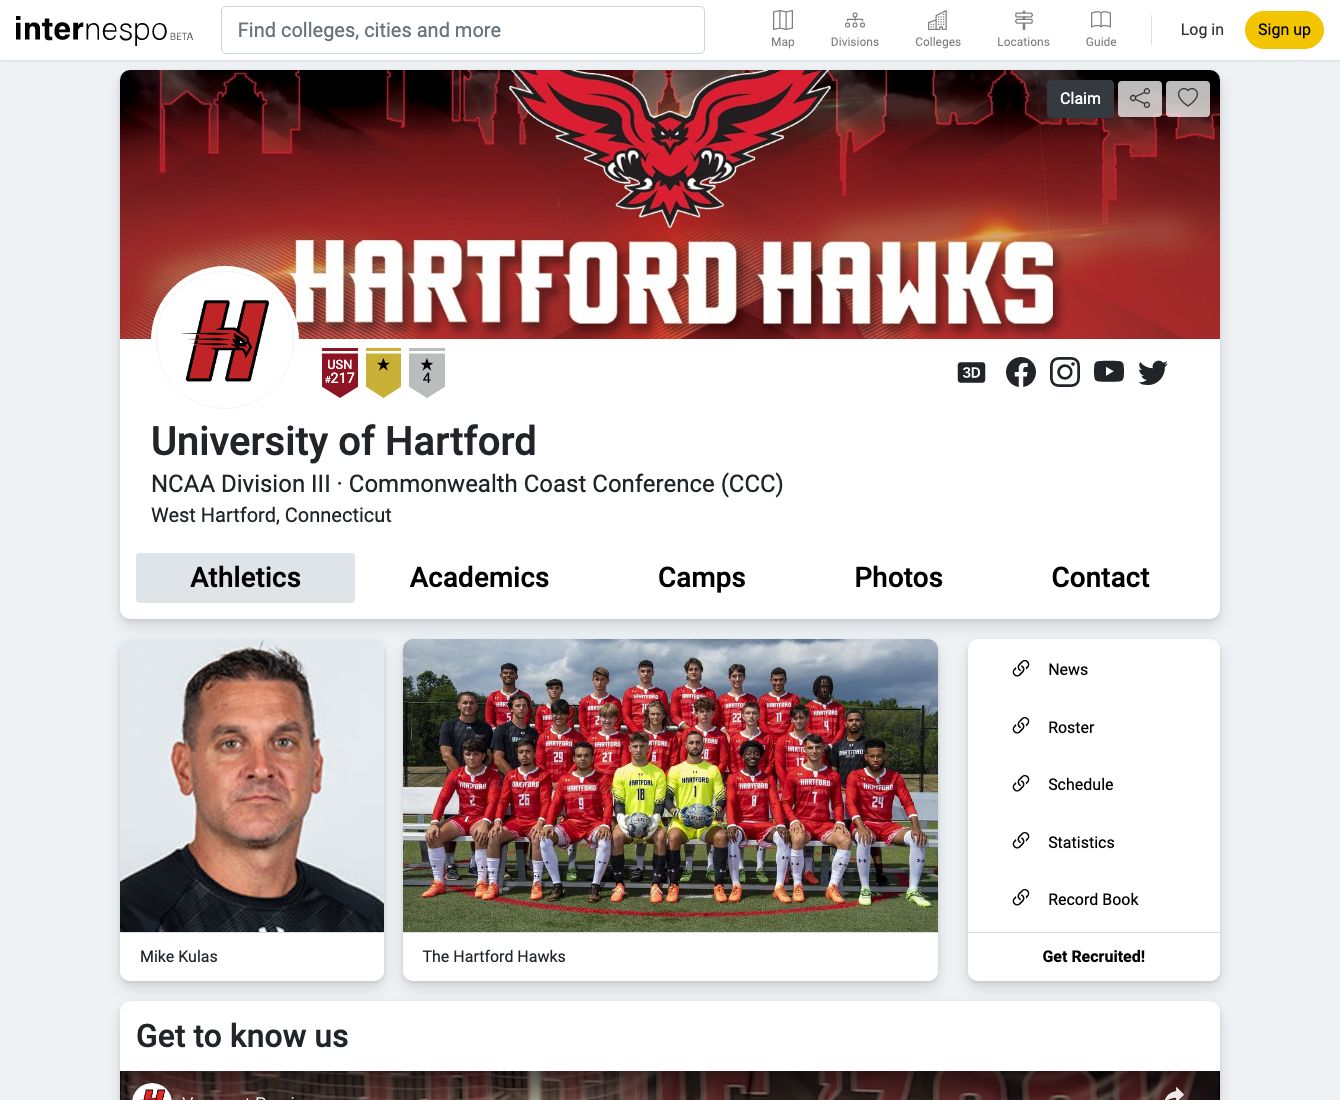 internespo BETA
Find colleges, cities and more
Map
Divisions
Colleges
Locations
Guide
Log in
Sign up
Claim
HARTFORD HAWKS
H
USN
#217
4
3D
University of Hartford
NCAA Division III · Commonwealth Coast Conference (CCC)
West Hartford, Connecticut
Athletics
Academics
Camps
Photos
Contact
News
Roster
Schedule
Statistics
Record Book
Mike Kulas
The Hartford Hawks
Get Recruited!
Get to know us